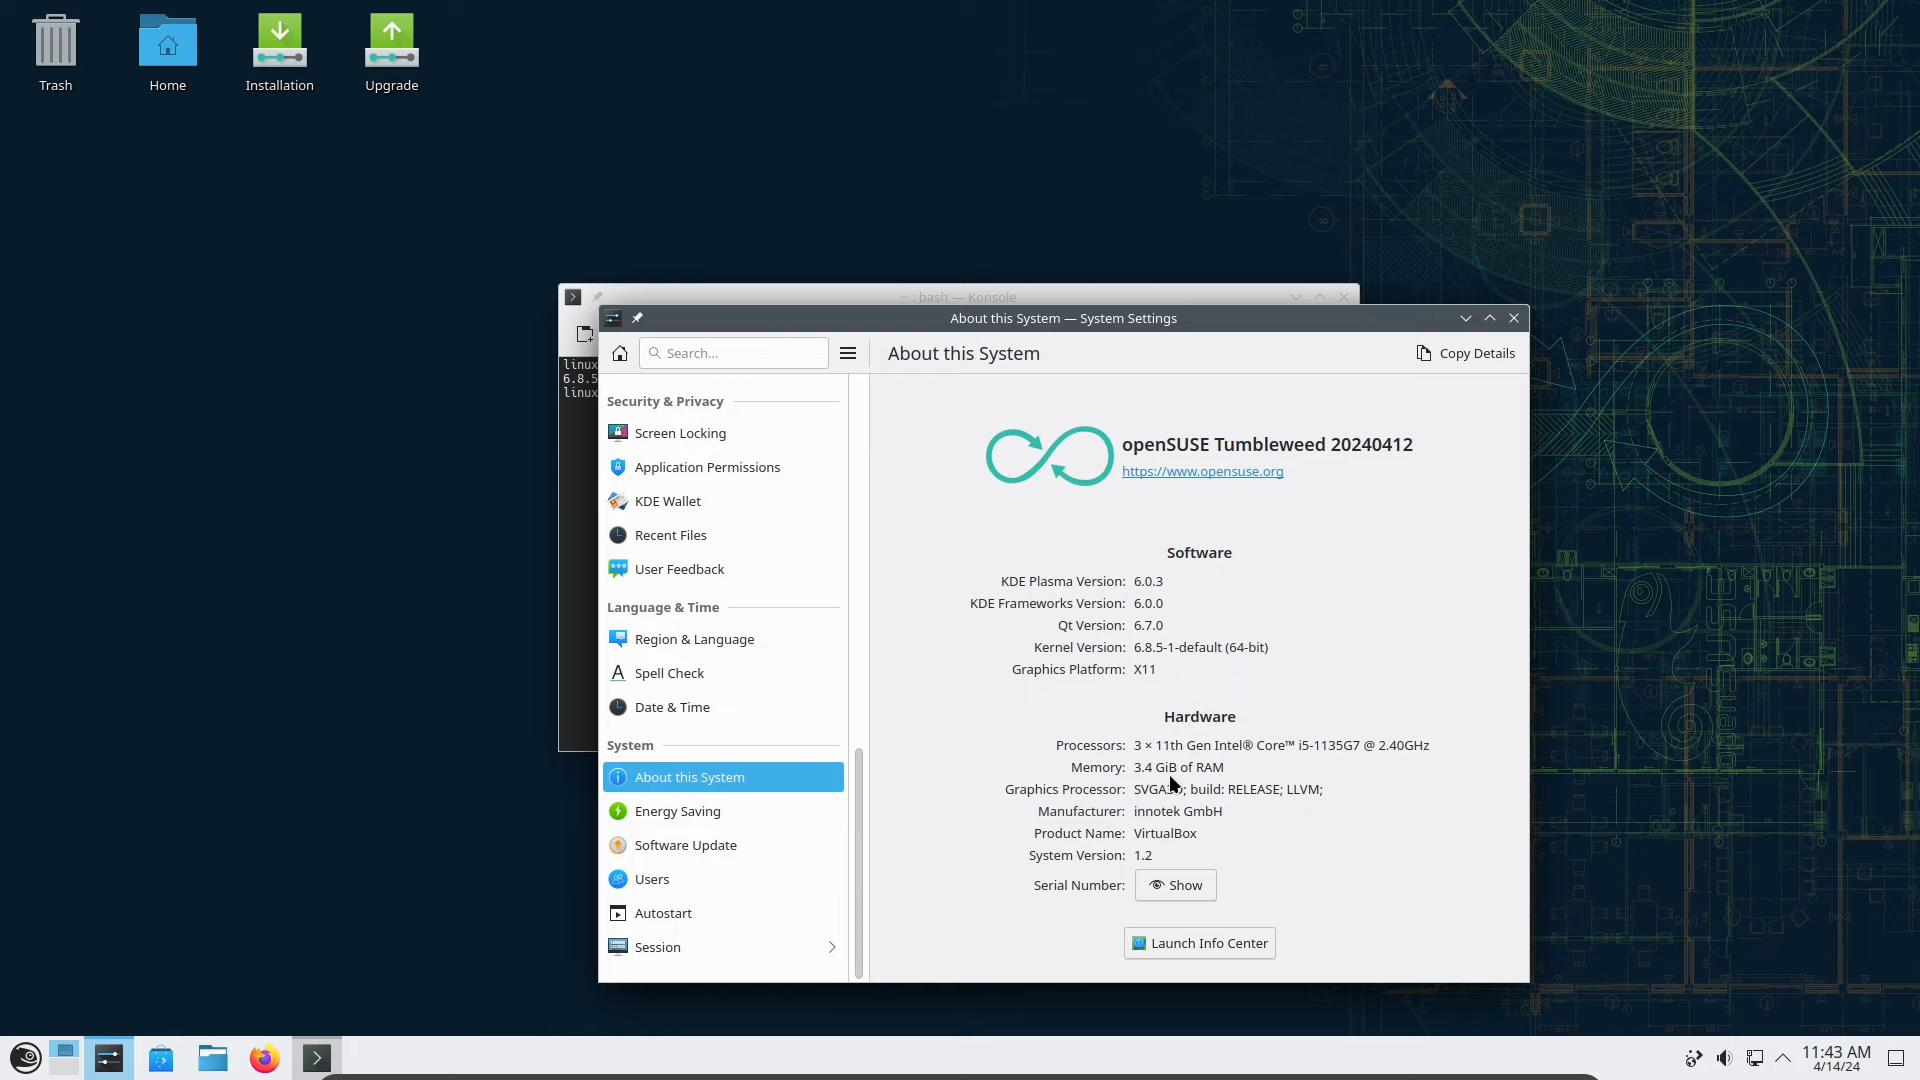 Trash
Home
Installation
Upgrade
~ : bash — Konsole
About this System — System Settings
Search...
About this System
Copy Details
linux
6.8.5
linux
Security & Privacy
Screen Locking
Application Permissions
KDE Wallet
Recent Files
User Feedback
Language & Time
Region & Language
Spell Check
Date & Time
System
About this System
Energy Saving
Software Update
Users
Autostart
Session
openSUSE Tumbleweed 20240412
https://www.opensuse.org
Software
KDE Plasma Version: 6.0.3
KDE Frameworks Version: 6.0.0
Qt Version: 6.7.0
Kernel Version: 6.8.5-1-default (64-bit)
Graphics Platform: X11
Hardware
Processors: 3 × 11th Gen Intel® Core™ i5-1135G7 @ 2.40GHz
Memory: 3.4 GiB of RAM
Graphics Processor: SVGA3D; build: RELEASE; LLVM;
Manufacturer: innotek GmbH
Product Name: VirtualBox
System Version: 1.2
Serial Number: Show
Launch Info Center
openSUSE
11:43 AM
4/14/24